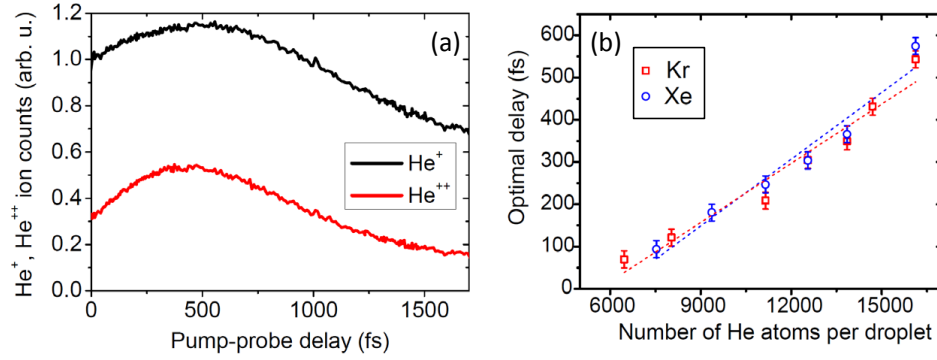 (a)
He⁺, He⁺⁺ ion counts (arb. u.)
1.2
1.0
0.8
0.6
0.4
0.2
0.0
He⁺
He⁺⁺
0 500 1000 1500
Pump-probe delay (fs)
(b)
Optimal delay (fs)
600
500
400
300
200
100
0
Kr
Xe
6000 9000 12000 15000
Number of He atoms per droplet